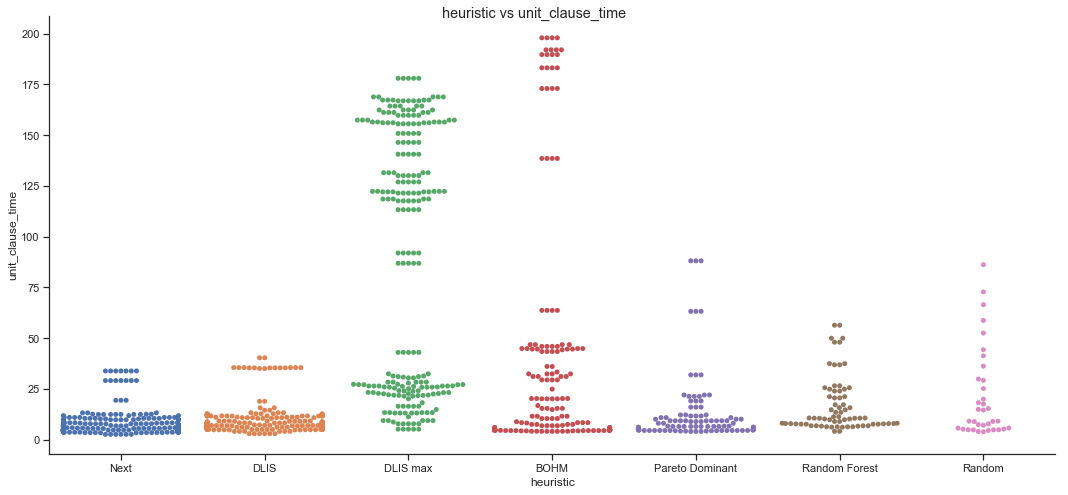 heuristic vs unit_clause_time
200
175
150
125
100
75
50
25
0
unit_clause_time
Next DLIS DLIS max BOHM Pareto Dominant Random Forest Random
heuristic